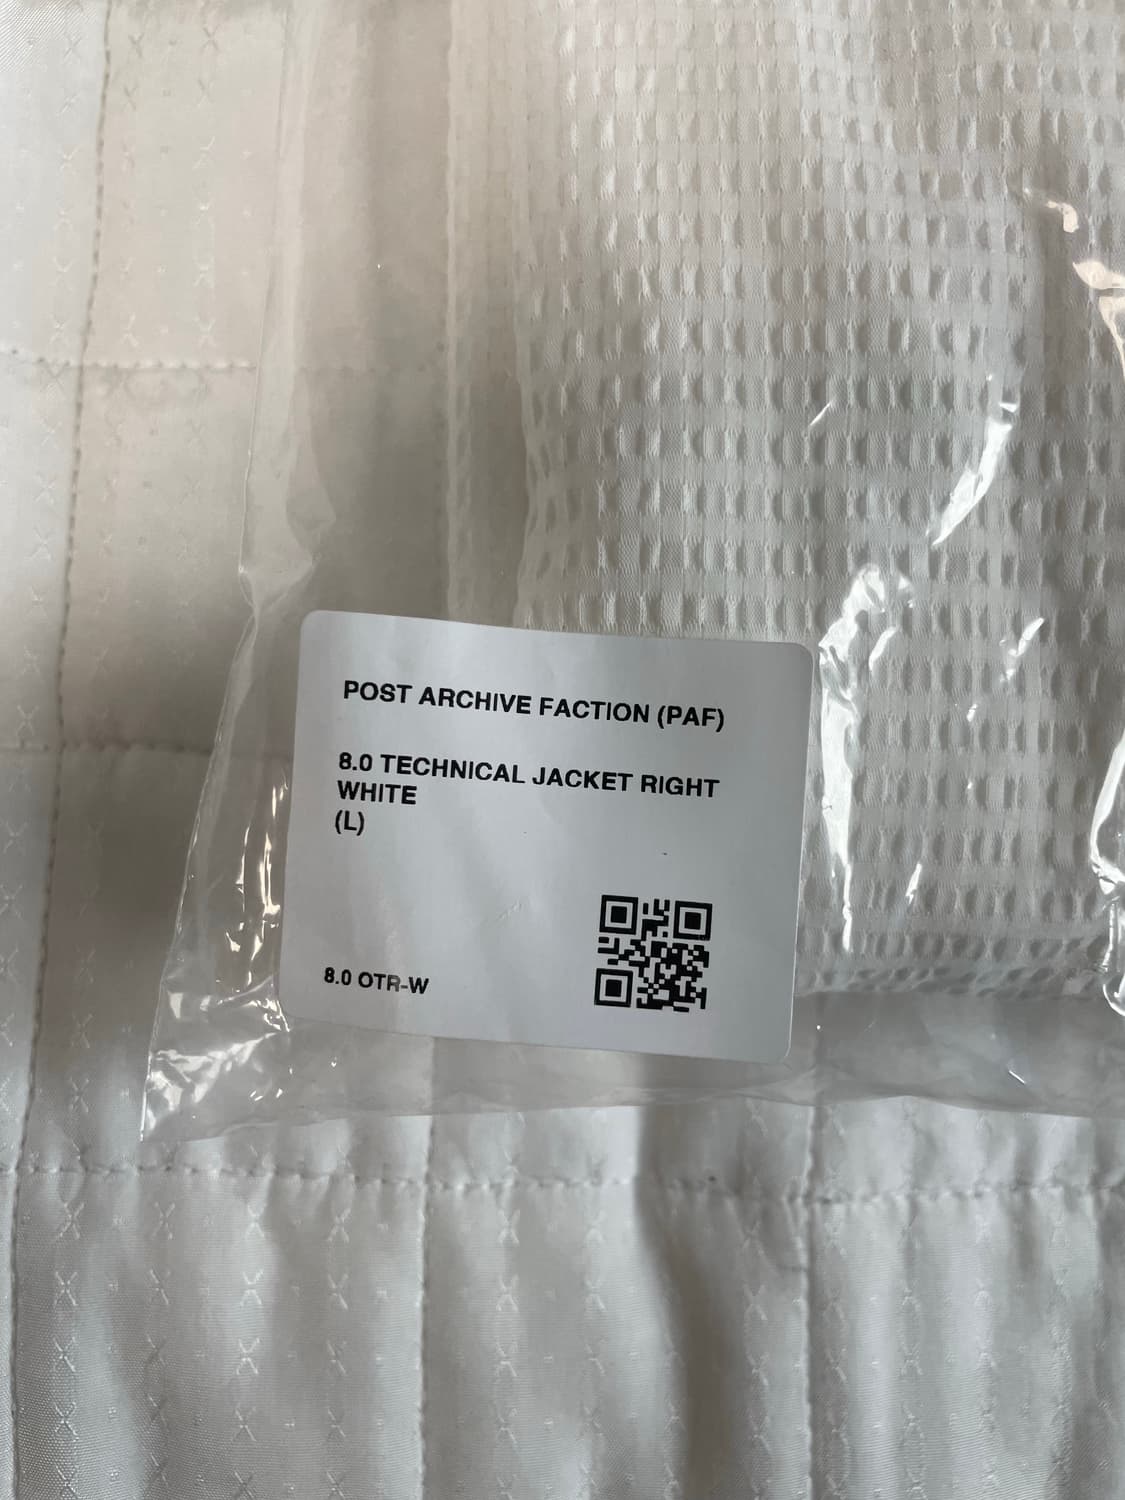 POST ARCHIVE FACTION (PAF)
8.0 TECHNICAL JACKET RIGHT
WHITE
(L)
8.0 OTR-W